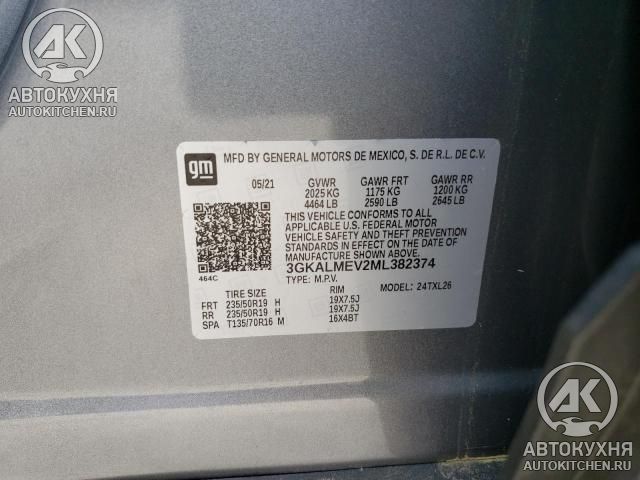 AK
АВТОКУХНЯ
AUTOKITCHEN.RU
gm
MFD BY GENERAL MOTORS DE MEXICO, S. DE R.L. DE C.V.
05/21 GVWR GAWR FRT GAWR RR
2025 KG 1175 KG 1200 KG
4464 LB 2590 LB 2645 LB
THIS VEHICLE CONFORMS TO ALL
APPLICABLE U.S. FEDERAL MOTOR
VEHICLE SAFETY AND THEFT PREVENTION
STANDARDS IN EFFECT ON THE DATE OF
MANUFACTURE SHOWN ABOVE.
3GKALMEV2ML382374
464C TYPE: M.P.V. MODEL: 24TXL26
TIRE SIZE RIM
FRT 235/50R19 H 19X7.5J
RR 235/50R19 H 19X7.5J
SPA T135/70R16 M 16X4BT
AK
АВТОКУХНЯ
AUTOKITCHEN.RU